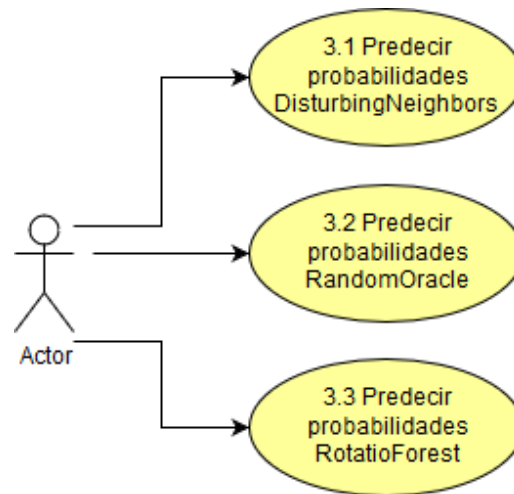 3.1 Predecir
probabilidades
DisturbingNeighbors
3.2 Predecir
probabilidades
RandomOracle
Actor
3.3 Predecir
probabilidades
RotatioForest